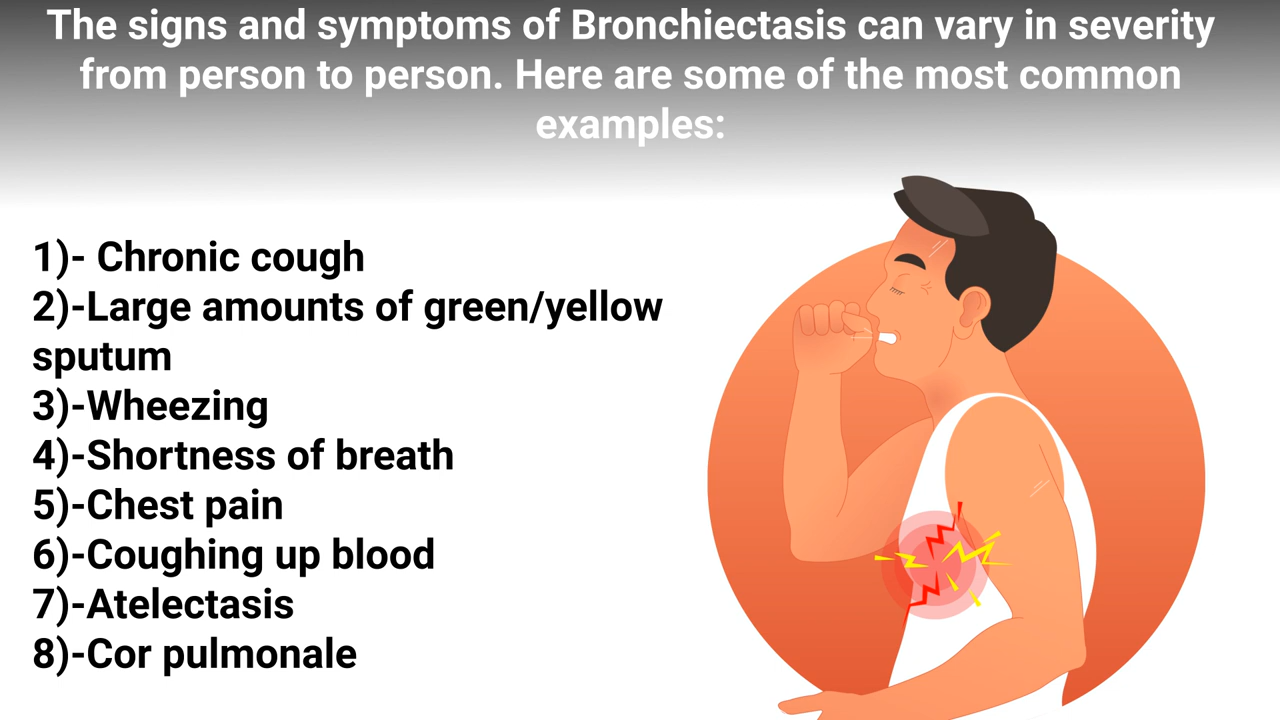 The signs and symptoms of Bronchiectasis can vary in severity
from person to person. Here are some of the most common
examples:
1)- Chronic cough
2)-Large amounts of green/yellow
sputum
3)-Wheezing
4)-Shortness of breath
5)-Chest pain
6)-Coughing up blood
7)-Atelectasis
8)-Cor pulmonale